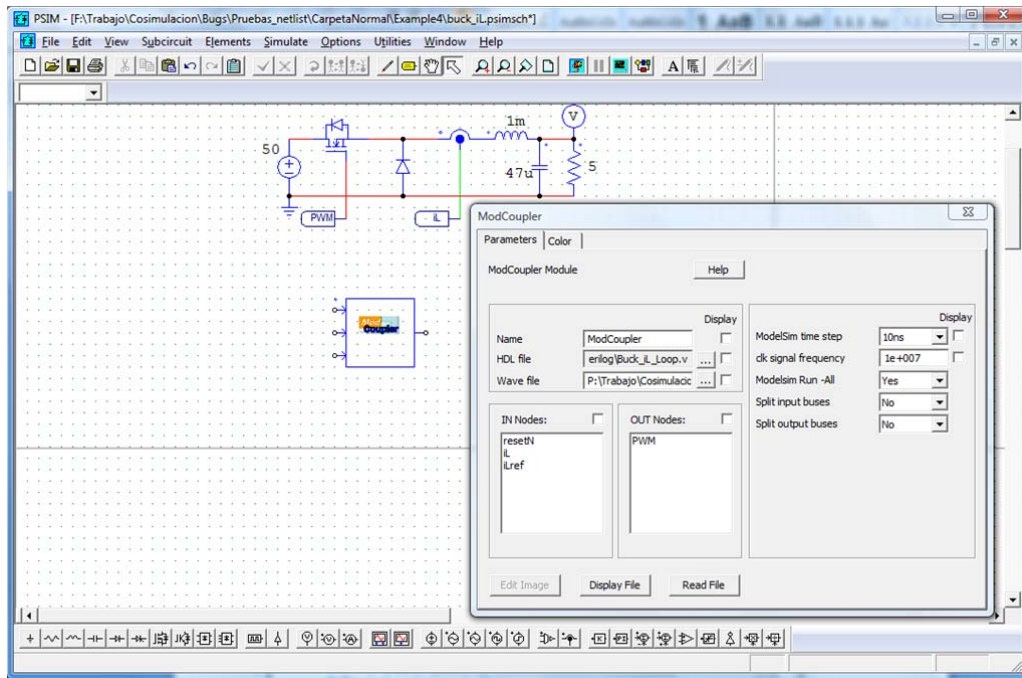 PSIM - [F:\Trabajo\Cosimulacion\Bugs\Pruebas_netlist\CarpetaNormal\Example4\buck_iL.psimsch*]
File Edit View Subcircuit Elements Simulate Options Utilities Window Help
1m
V
50
47u
5
PWM
iL
Mod
Coupler
ModCoupler
Parameters Color
ModCoupler Module
Help
Display
Name ModCoupler
HDL file erilog\Buck_iL_Loop.v ...
Wave file P:\Trabajo\Cosimulacic ...
IN Nodes:
resetN
iL
iLref
OUT Nodes:
PWM
Display
ModelSim time step 10ns
clk signal frequency 1e+007
Modelsim Run -All Yes
Split input buses No
Split output buses No
Edit Image Display File Read File